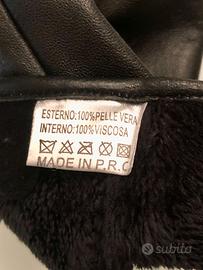 ESTERNO:100%PELLE VERA
INTERNO:100%VISCOSA
MADE IN P.R.C
subito